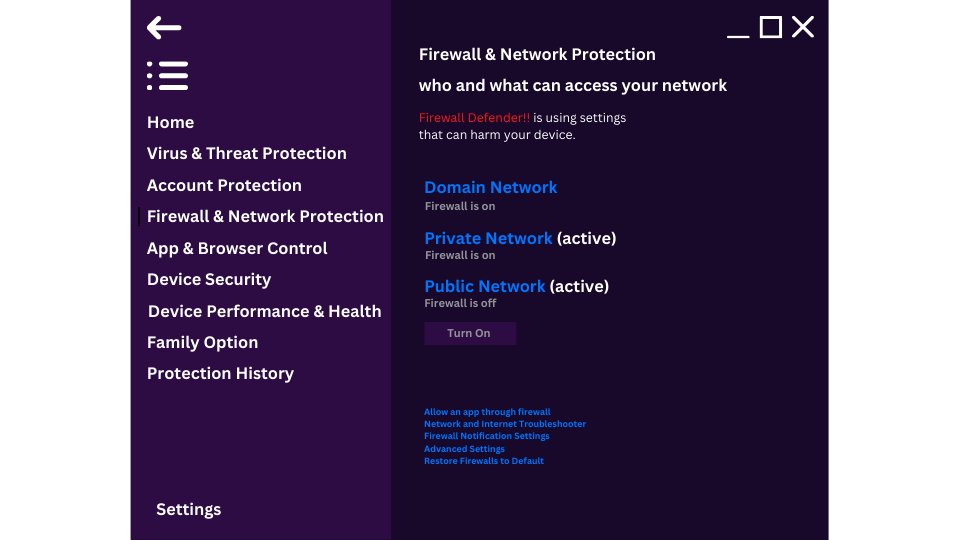 Home
Virus & Threat Protection
Account Protection
Firewall & Network Protection
App & Browser Control
Device Security
Device Performance & Health
Family Option
Protection History
Settings
Firewall & Network Protection
who and what can access your network
Firewall Defender!! is using settings
that can harm your device.
Domain Network
Firewall is on
Private Network (active)
Firewall is on
Public Network (active)
Firewall is off
Turn On
Allow an app through firewall
Network and Internet Troubleshooter
Firewall Notification Settings
Advanced Settings
Restore Firewalls to Default